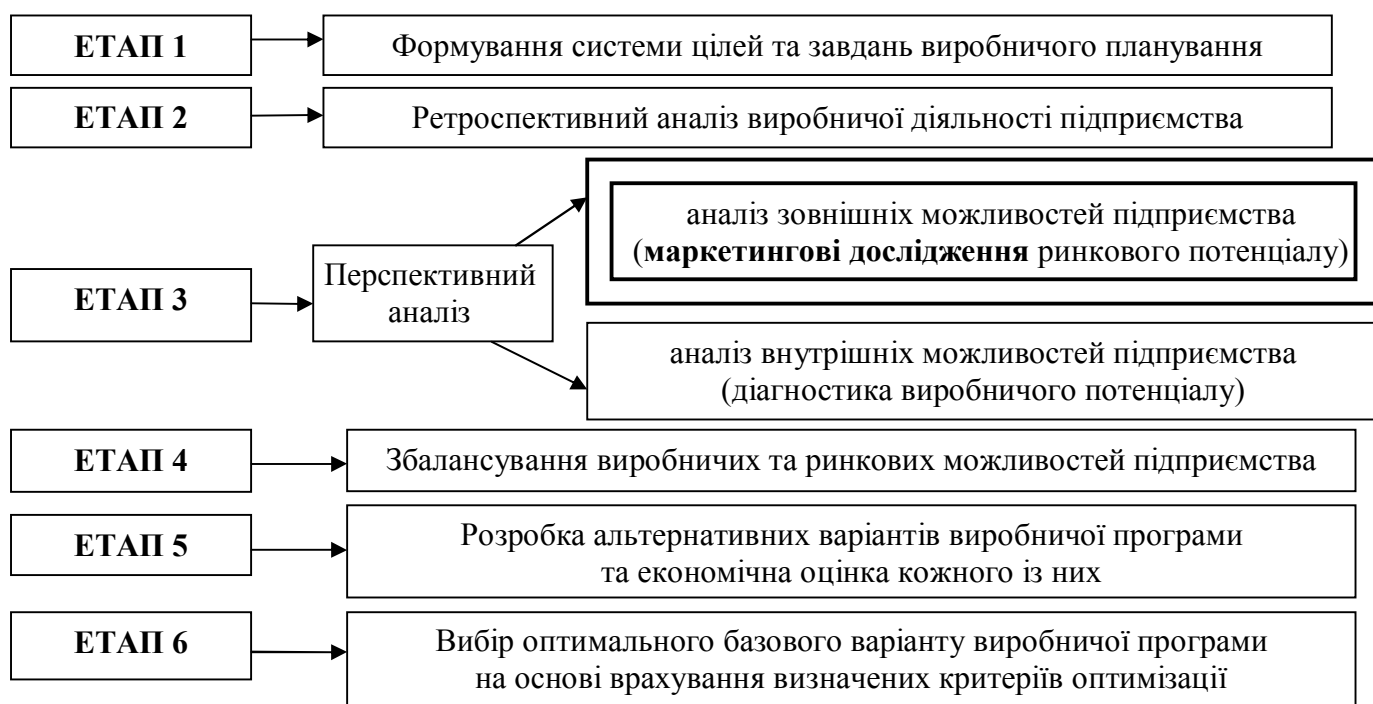 ЕТАП 1
Формування системи цілей та завдань виробничого планування
ЕТАП 2
Ретроспективний аналіз виробничої діяльності підприємства
ЕТАП 3
Перспективний
аналіз
аналіз зовнішніх можливостей підприємства
(маркетингові дослідження ринкового потенціалу)
аналіз внутрішніх можливостей підприємства
(діагностика виробничого потенціалу)
ЕТАП 4
Збалансування виробничих та ринкових можливостей підприємства
ЕТАП 5
Розробка альтернативних варіантів виробничої програми
та економічна оцінка кожного із них
ЕТАП 6
Вибір оптимального базового варіанту виробничої програми
на основі врахування визначених критеріїв оптимізації